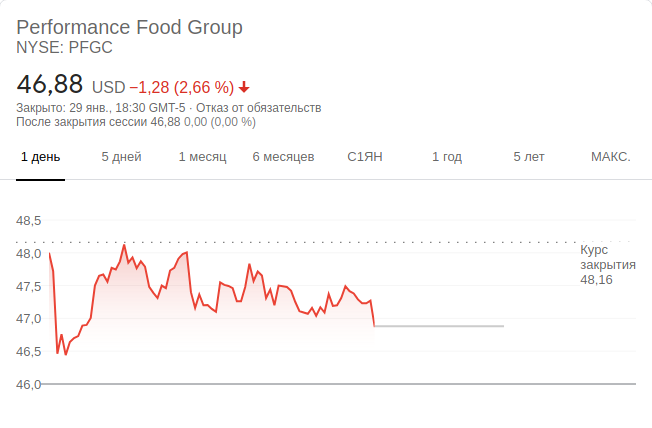 Performance Food Group
NYSE: PFGC
46,88 USD −1,28 (2,66 %)
Закрыто: 29 янв., 18:30 GMT-5 · Отказ от обязательств
После закрытия сессии 46,88 0,00 (0,00 %)
1 день 5 дней 1 месяц 6 месяцев С1ЯН 1 год 5 лет МАКС.
48,5
48,0
47,5
47,0
46,5
46,0
Курс
закрытия
48,16